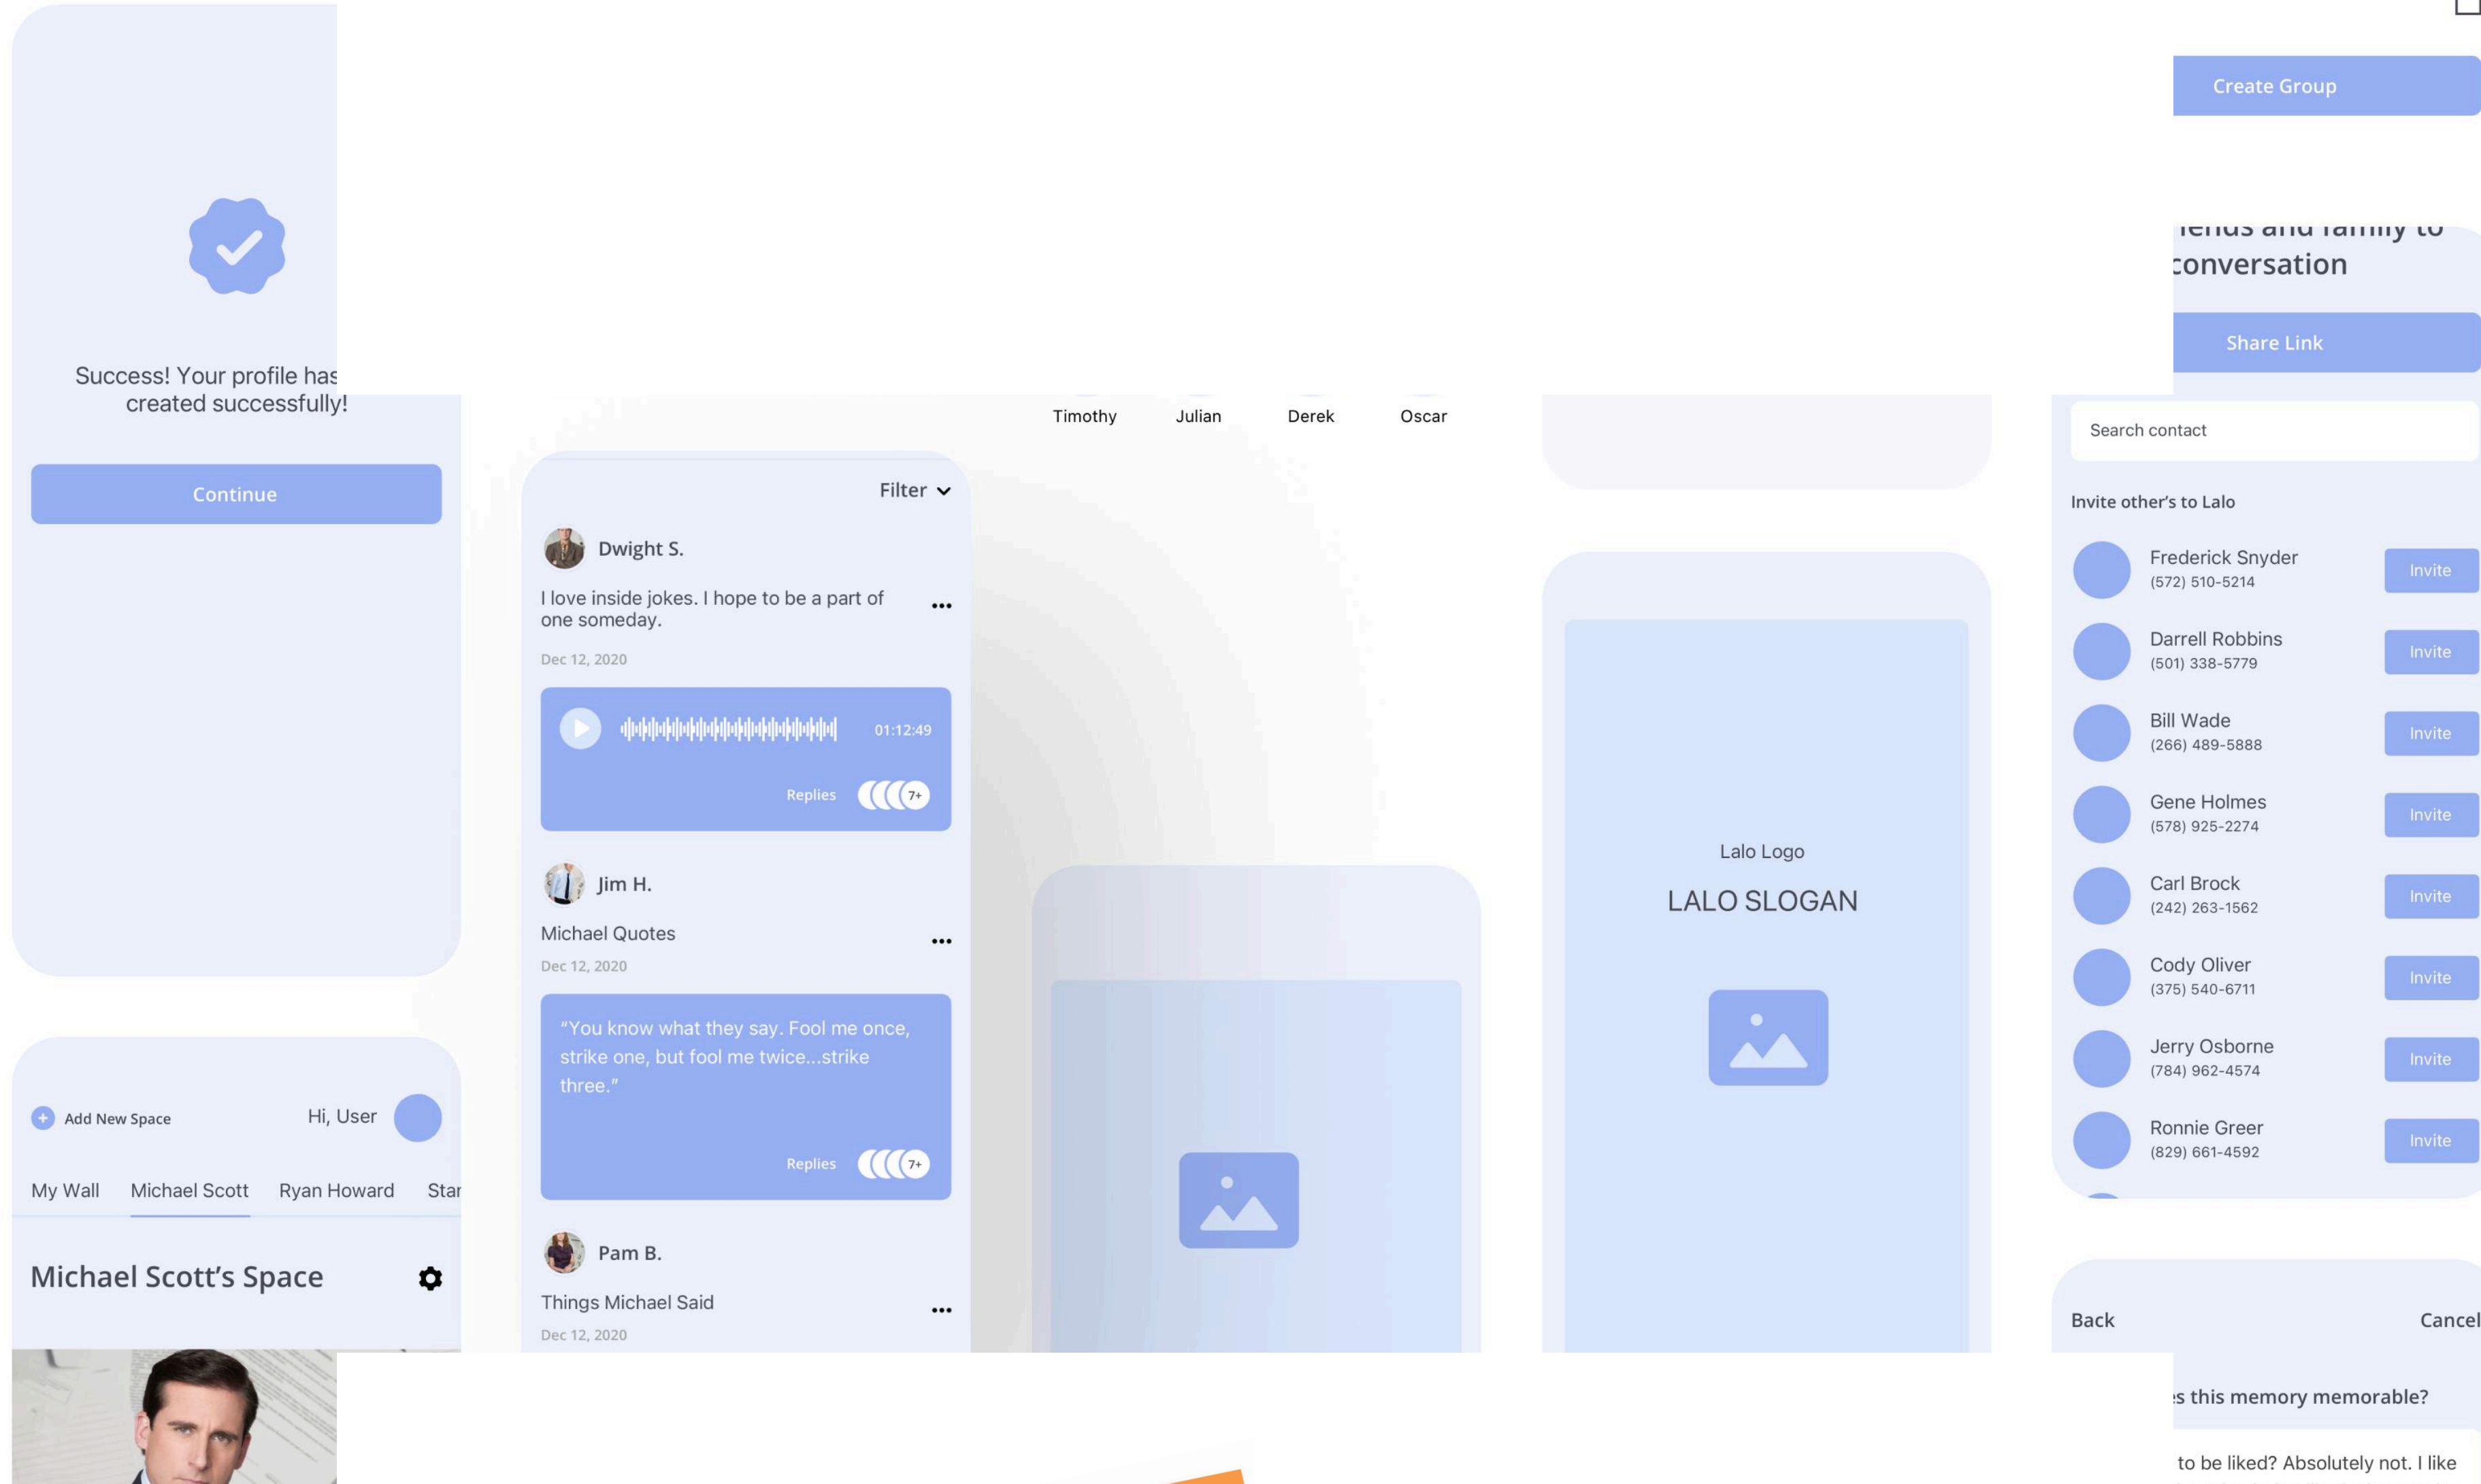 Success! Your profile has
created successfully!
Continue
Add New Space
Hi, User
My Wall
Michael Scott
Ryan Howard
Michael Scott’s Space
Filter
Dwight S.
I love inside jokes. I hope to be a part of
one someday.
Dec 12, 2020
01:12:49
Replies
7+
Jim H.
Michael Quotes
Dec 12, 2020
“You know what they say. Fool me once,
strike one, but fool me twice...strike
three.”
Replies
7+
Pam B.
Things Michael Said
Dec 12, 2020
Timothy
Julian
Derek
Oscar
Lalo Logo
LALO SLOGAN
Create Group
and family to
conversation
Share Link
Search contact
Invite other’s to Lalo
Frederick Snyder
(572) 510-5214
Invite
Darrell Robbins
(501) 338-5779
Invite
Bill Wade
(266) 489-5888
Invite
Gene Holmes
(578) 925-2274
Invite
Carl Brock
(242) 263-1562
Invite
Cody Oliver
(375) 540-6711
Invite
Jerry Osborne
(784) 962-4574
Invite
Ronnie Greer
(829) 661-4592
Invite
Back
Cancel
this memory memorable?
to be liked? Absolutely not. I like